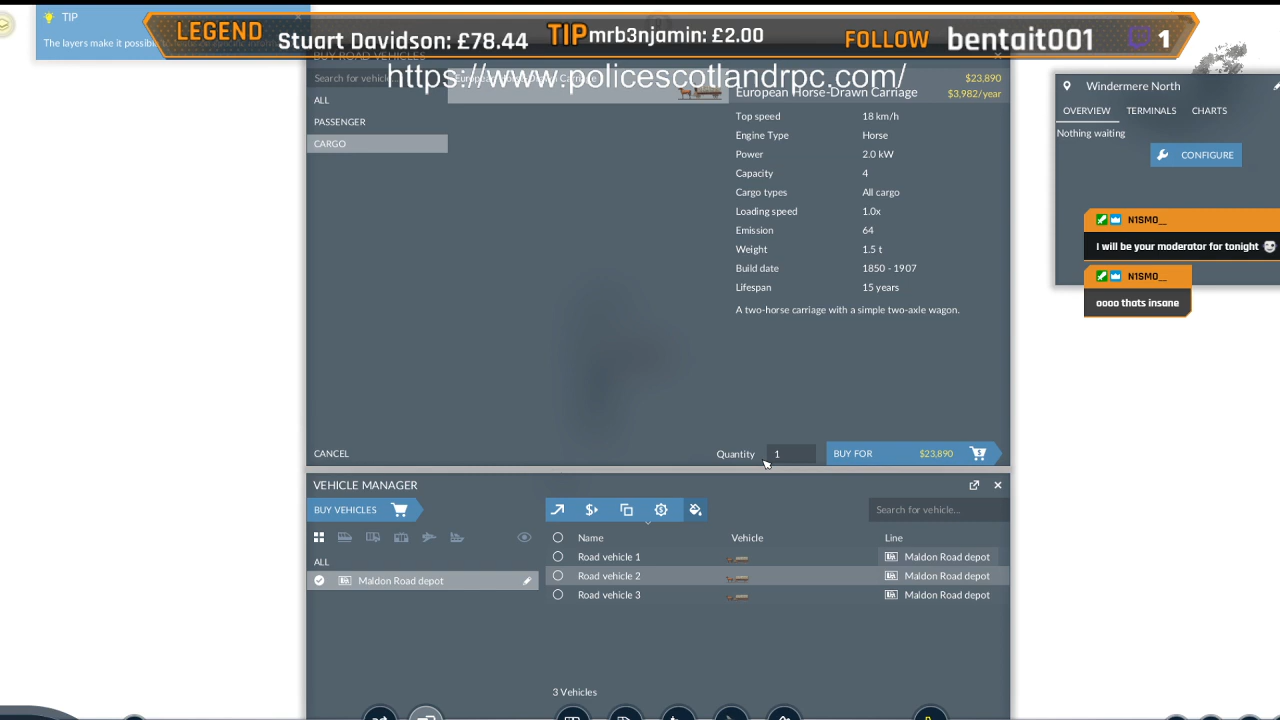 TIP
The layers make it possib
LEGEND Stuart Davidson: £78.44 TIP mrb3njamin: £2.00 FOLLOW bentait001 1
BUY ROAD VEHICLES
https://www.policescotlandrpc.com/
Search for vehicle
European Horse-Drawn Carriage
$23,890
$3,982/year
ALL
PASSENGER
CARGO
Top speed 18 km/h
Engine Type Horse
Power 2.0 kW
Capacity 4
Cargo types All cargo
Loading speed 1.0x
Emission 64
Weight 1.5 t
Build date 1850 - 1907
Lifespan 15 years
A two-horse carriage with a simple two-axle wagon.
CANCEL
Quantity 1
BUY FOR $23,890
Windermere North
OVERVIEW TERMINALS CHARTS
Nothing waiting
CONFIGURE
N1SMO__
I will be your moderator for tonight
N1SMO__
oooo thats insane
VEHICLE MANAGER
BUY VEHICLES
Search for vehicle...
ALL
Maldon Road depot
Name Vehicle Line
Road vehicle 1 Maldon Road depot
Road vehicle 2 Maldon Road depot
Road vehicle 3 Maldon Road depot
3 Vehicles